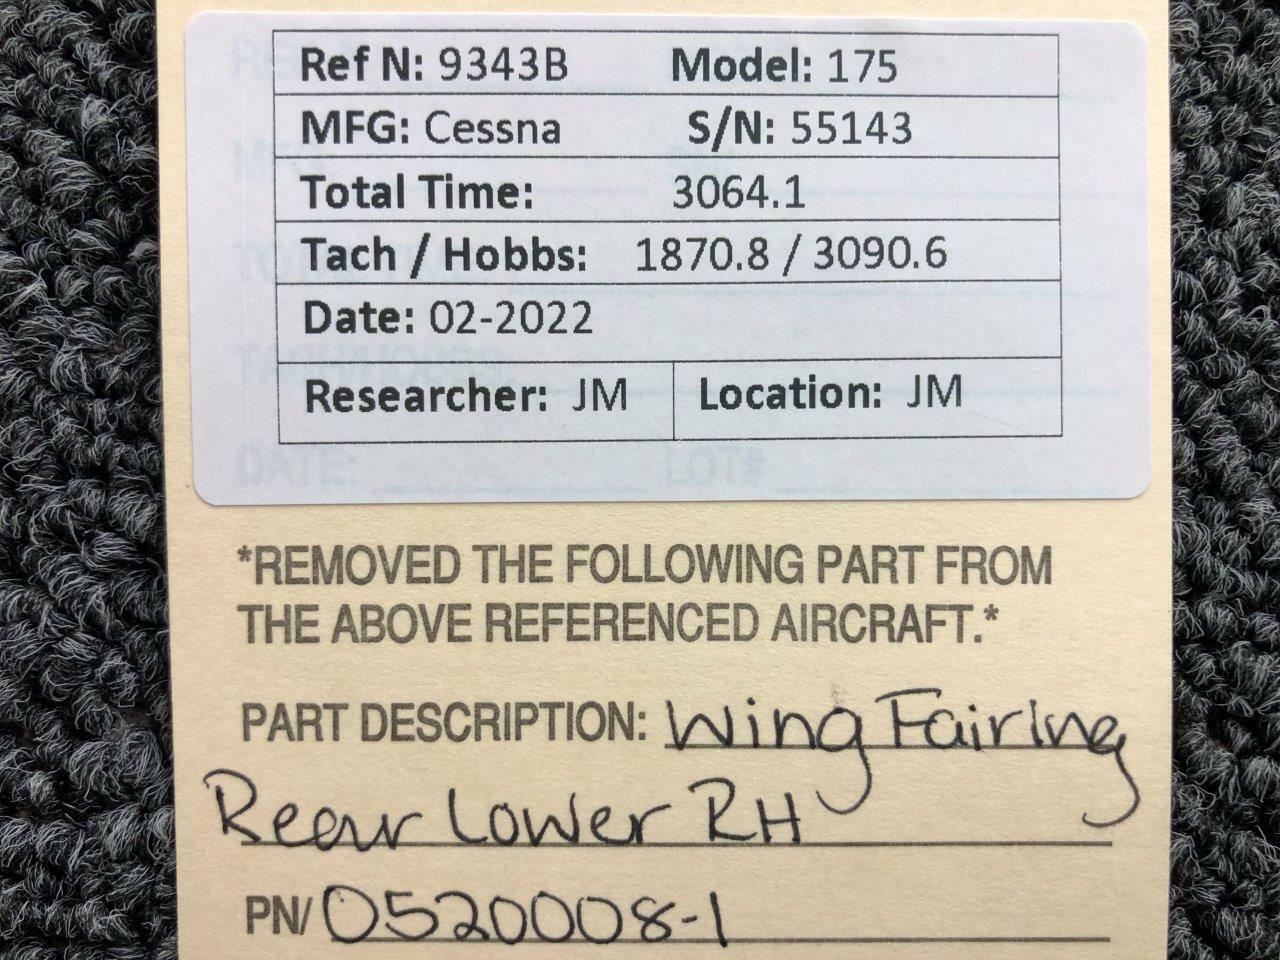 Ref N: 9343B Model: 175
MFG: Cessna S/N: 55143
Total Time: 3064.1
Tach / Hobbs: 1870.8 / 3090.6
Date: 02-2022
Researcher: JM Location: JM
DATE: LOT#
*REMOVED THE FOLLOWING PART FROM
THE ABOVE REFERENCED AIRCRAFT.*
PART DESCRIPTION: Wing Fairing
Rear Lower RH
PN/ 0520008-1